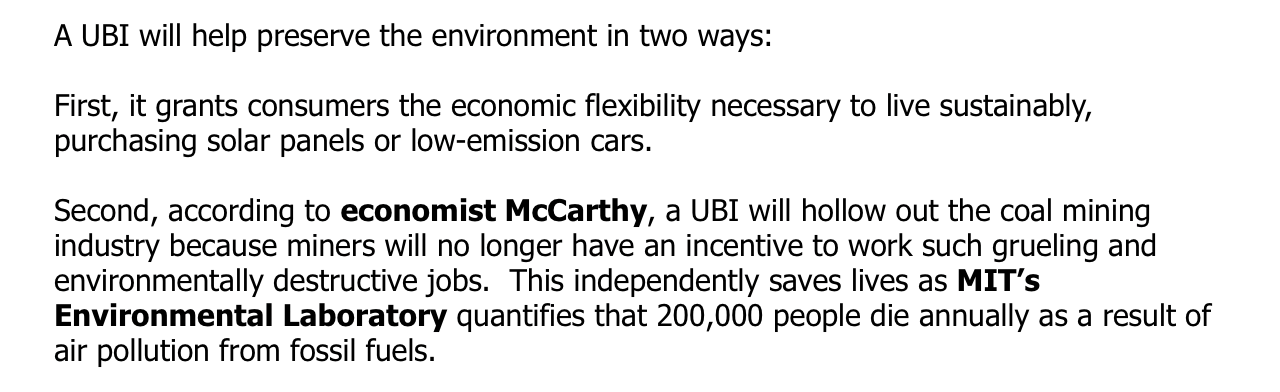 A UBI will help preserve the environment in two ways:
First, it grants consumers the economic flexibility necessary to live sustainably,
purchasing solar panels or low-emission cars.
Second, according to economist McCarthy, a UBI will hollow out the coal mining
industry because miners will no longer have an incentive to work such grueling and
environmentally destructive jobs.  This independently saves lives as MIT’s
Environmental Laboratory quantifies that 200,000 people die annually as a result of
air pollution from fossil fuels.